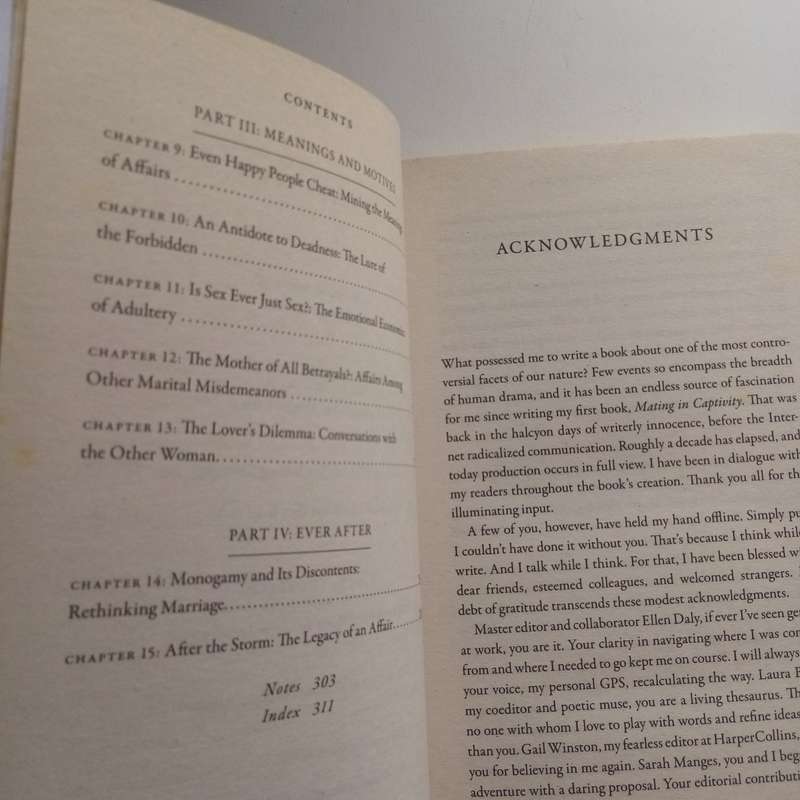 CONTENTS
PART III: MEANINGS AND MOTIVES
CHAPTER 9: Even Happy People Cheat: Mining the Meaning
of Affairs
CHAPTER 10: An Antidote to Deadness: The Lure of
the Forbidden
CHAPTER 11: Is Sex Ever Just Sex?: The Emotional Economics
of Adultery
CHAPTER 12: The Mother of All Betrayals?: Affairs Among
Other Marital Misdemeanors
CHAPTER 13: The Lover's Dilemma: Conversations with
the Other Woman
PART IV: EVER AFTER
CHAPTER 14: Monogamy and Its Discontents:
Rethinking Marriage
CHAPTER 15: After the Storm: The Legacy of an Affair
Notes 303
Index 311
ACKNOWLEDGMENTS
What possessed me to write a book about one of the most contro-
versial facets of our nature? Few events so encompass the breadth
of human drama, and it has been an endless source of fascination
for me since writing my first book, Mating in Captivity. That was
back in the halcyon days of writerly innocence, before the Inter-
net radicalized communication. Roughly a decade has elapsed, and
today production occurs in full view. I have been in dialogue with
my readers throughout the book's creation. Thank you all for th
illuminating input.
A few of you, however, have held my hand offline. Simply pu
I couldn't have done it without you. That's because I think while
write. And I talk while I think. For that, I have been blessed w
dear friends, esteemed colleagues, and welcomed strangers.
debt of gratitude transcends these modest acknowledgments.
Master editor and collaborator Ellen Daly, if ever I've seen gen
at work, you are it. Your clarity in navigating where I was com
from and where I needed to go kept me on course. I will always
your voice, my personal GPS, recalculating the way. Laura
my coeditor and poetic muse, you are a living thesaurus. Th
no one with whom I love to play with words and refine ideas
than you. Gail Winston, my fearless editor at HarperCollins,
you for believing in me again. Sarah Manges, you and I beg
adventure with a daring proposal. Your editorial contributi